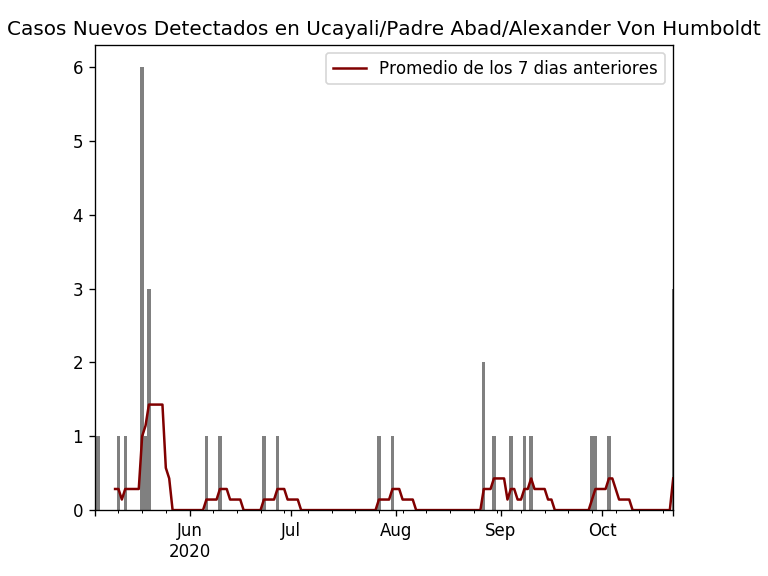 Casos Nuevos Detectados en Ucayali/Padre Abad/Alexander Von Humboldt
Promedio de los 7 dias anteriores
6
5
4
3
2
1
0
Jun Jul Aug Sep Oct
2020